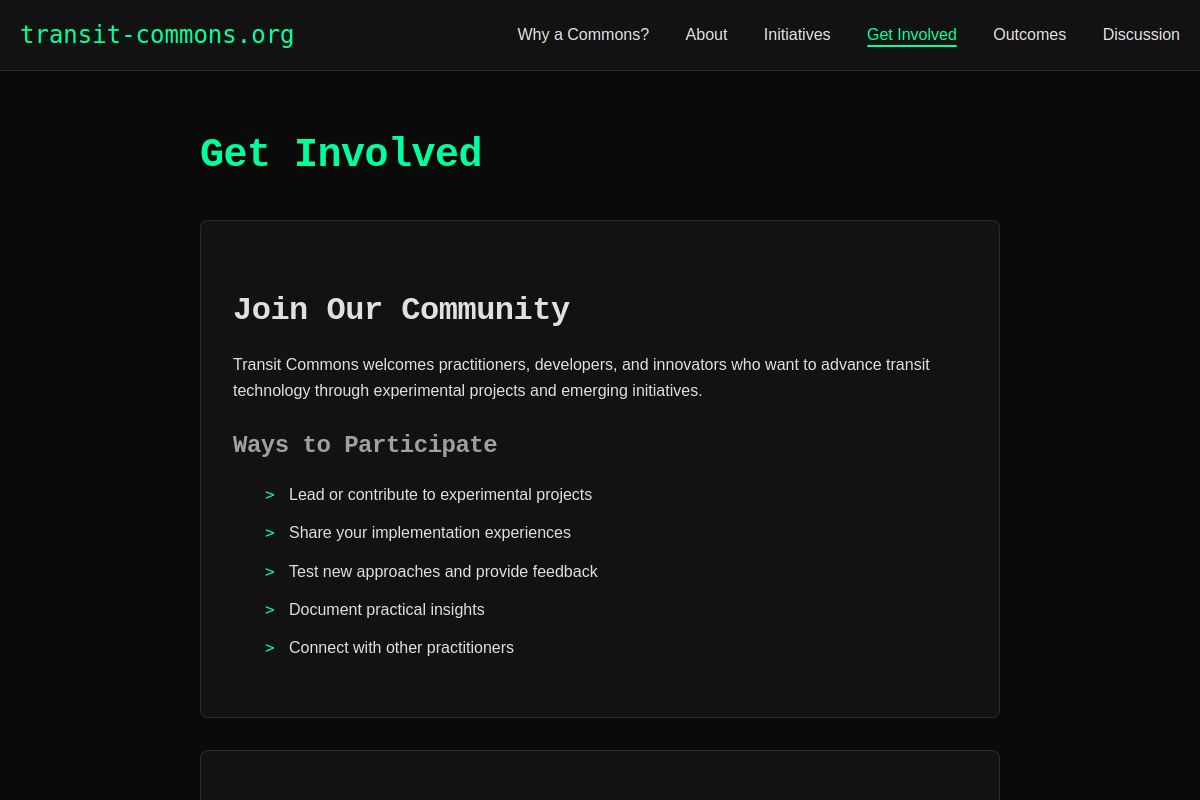 transit-commons.org
Why a Commons?
About
Initiatives
Get Involved
Outcomes
Discussion
Get Involved
Join Our Community
Transit Commons welcomes practitioners, developers, and innovators who want to advance transit
technology through experimental projects and emerging initiatives.
Ways to Participate
> Lead or contribute to experimental projects
> Share your implementation experiences
> Test new approaches and provide feedback
> Document practical insights
> Connect with other practitioners